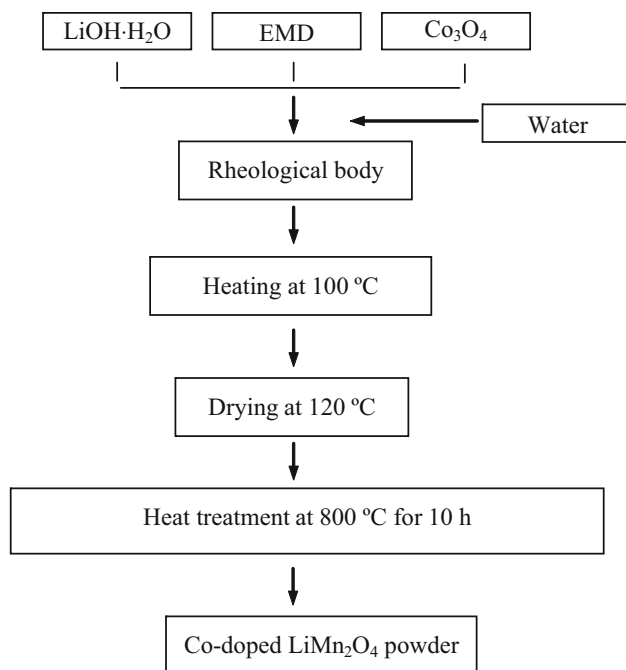 LiOH·H₂O
EMD
Co₃O₄
Water
Rheological body
Heating at 100 ºC
Drying at 120 ºC
Heat treatment at 800 ºC for 10 h
Co-doped LiMn₂O₄ powder